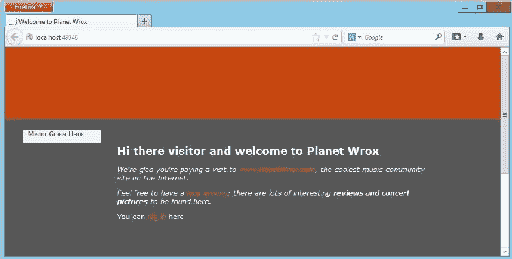 Welcome to Planet Wrox
Google
Menu Goes Here
Hi there visitor and welcome to Planet Wrox
We're glad you're paying a visit to www.PlanetWrox.com, the coolest music community
site on the Internet.
Feel free to have a look around; there are lots of interesting reviews and concert
pictures to be found here.
You can log in here